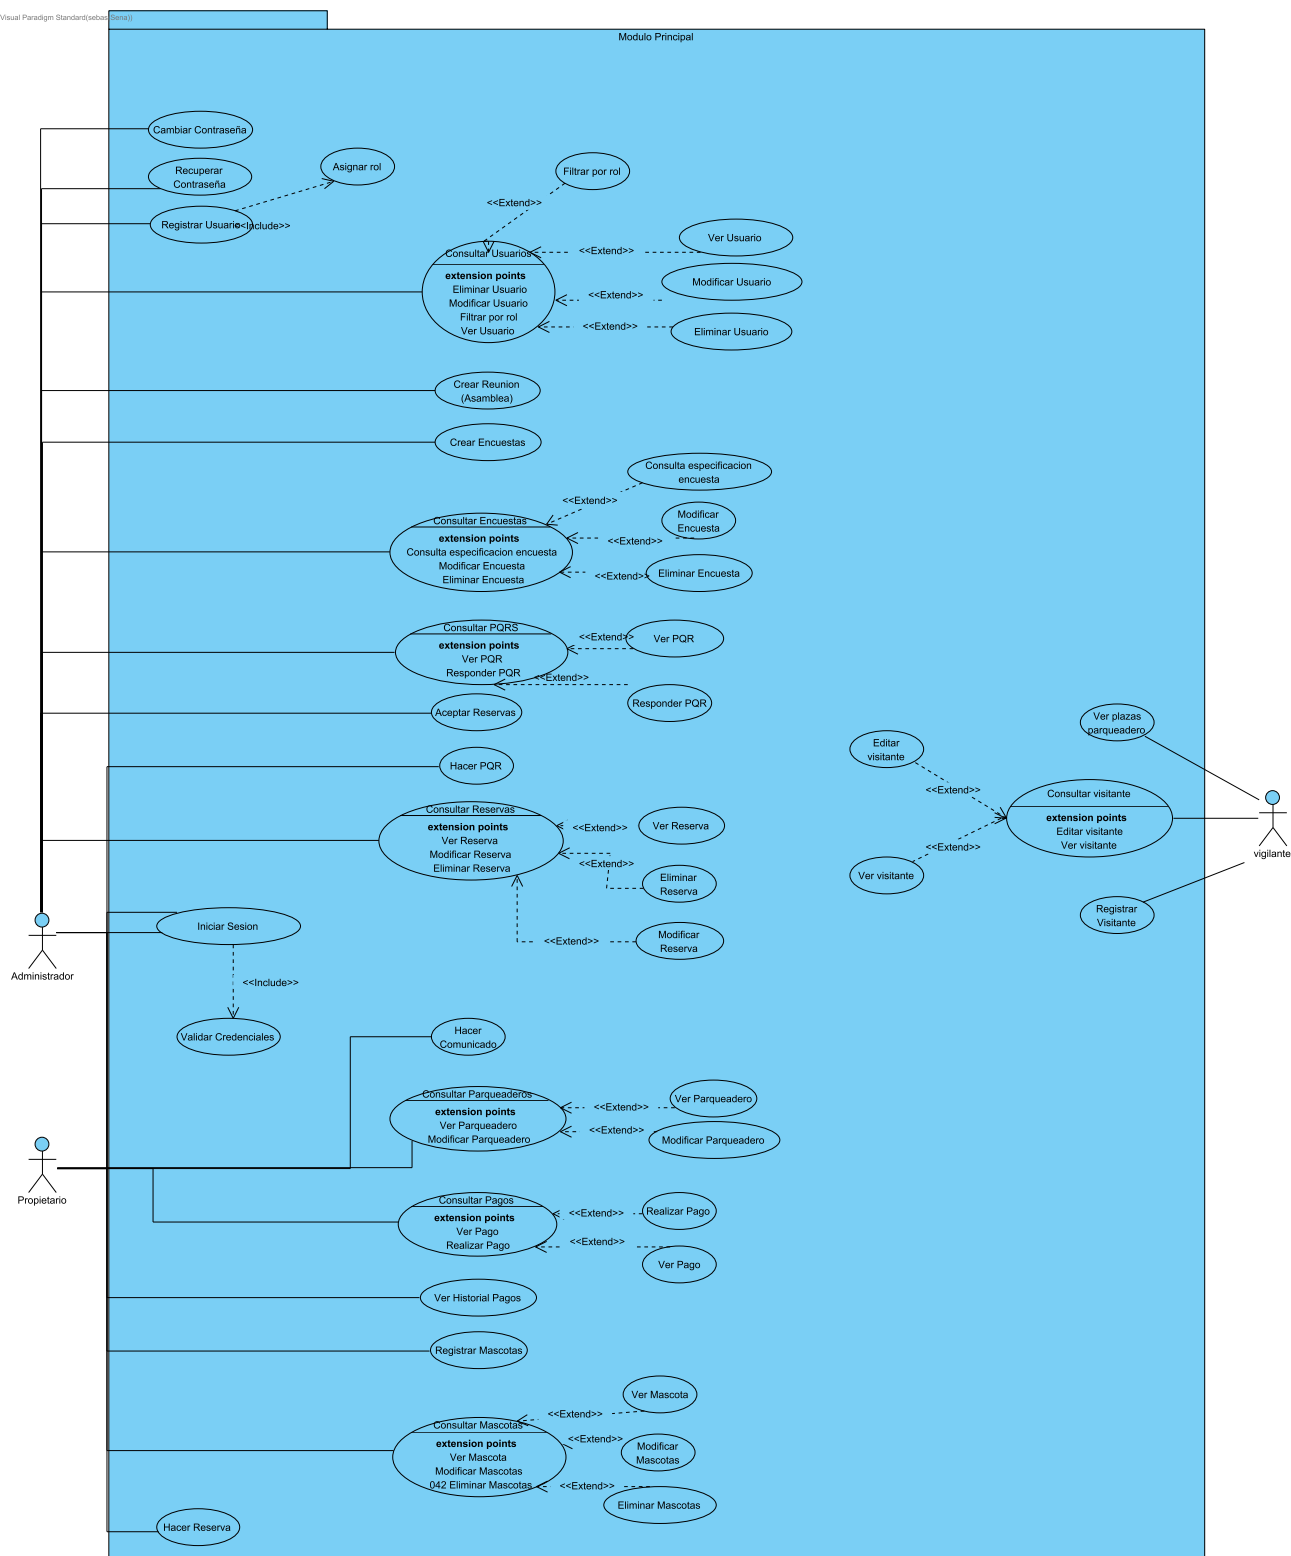 Visual Paradigm Standard(sebas(Sena))
Modulo Principal
Cambiar Contraseña
Recuperar
Contraseña
Asignar rol
Filtrar por rol
Registrar Usuario
<<Include>>
<<Extend>>
Ver Usuario
<<Extend>>
Consultar Usuarios
extension points
Eliminar Usuario
Modificar Usuario
Filtrar por rol
Ver Usuario
Modificar Usuario
<<Extend>>
<<Extend>>
Eliminar Usuario
Crear Reunion
(Asamblea)
Crear Encuestas
Consulta especificacion
encuesta
<<Extend>>
Consultar Encuestas
extension points
Consulta especificacion encuesta
Modificar Encuesta
Eliminar Encuesta
Modificar
Encuesta
<<Extend>>
<<Extend>>
Eliminar Encuesta
Consultar PQRS
extension points
Ver PQR
Responder PQR
<<Extend>>
Ver PQR
<<Extend>>
Responder PQR
Aceptar Reservas
Ver plazas
parqueadero
Editar
visitante
Hacer PQR
<<Extend>>
Consultar visitante
extension points
Editar visitante
Ver visitante
vigilante
Consultar Reservas
extension points
Ver Reserva
Modificar Reserva
Eliminar Reserva
<<Extend>>
Ver Reserva
<<Extend>>
<<Extend>>
Ver visitante
Eliminar
Reserva
Registrar
Visitante
Iniciar Sesion
<<Extend>>
Modificar
Reserva
Administrador
<<Include>>
Validar Credenciales
Hacer
Comunicado
Consultar Parqueaderos
extension points
Ver Parqueadero
Modificar Parqueadero
<<Extend>>
Ver Parqueadero
<<Extend>>
Modificar Parqueadero
Propietario
Consultar Pagos
extension points
Ver Pago
Realizar Pago
<<Extend>>
Realizar Pago
<<Extend>>
Ver Pago
Ver Historial Pagos
Registrar Mascotas
Ver Mascota
<<Extend>>
Consultar Mascotas
extension points
Ver Mascota
Modificar Mascotas
042 Eliminar Mascotas
<<Extend>>
Modificar
Mascotas
<<Extend>>
Eliminar Mascotas
Hacer Reserva